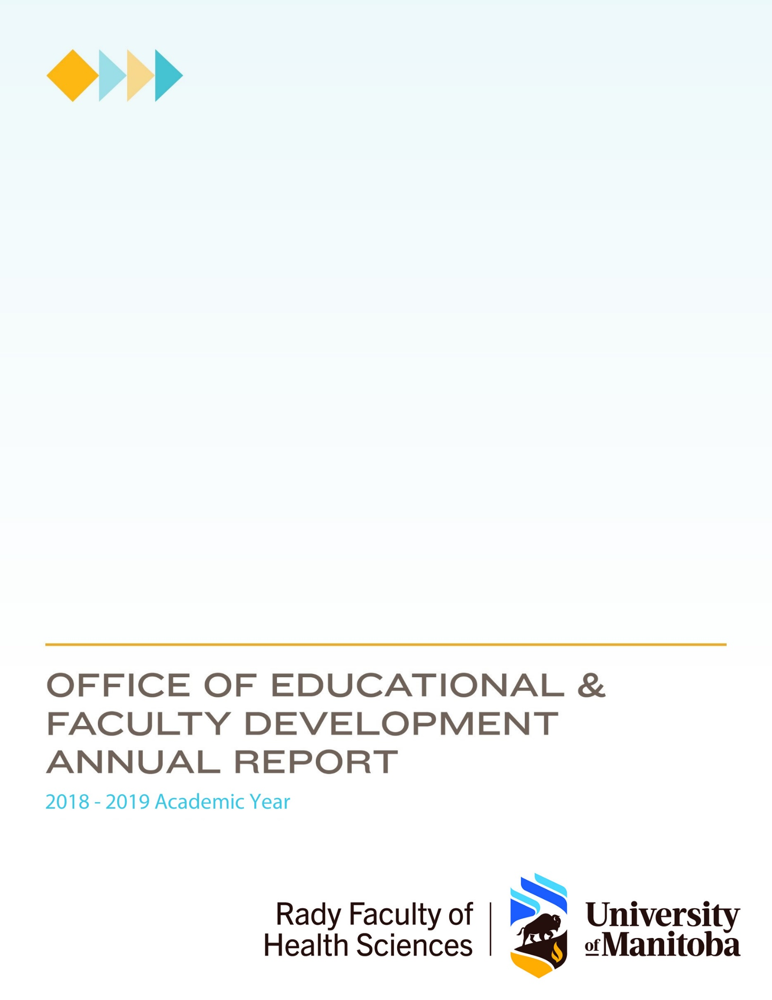 OFFICE OF EDUCATIONAL &
FACULTY DEVELOPMENT
ANNUAL REPORT
2018 - 2019 Academic Year
Rady Faculty of
Health Sciences
University
of Manitoba